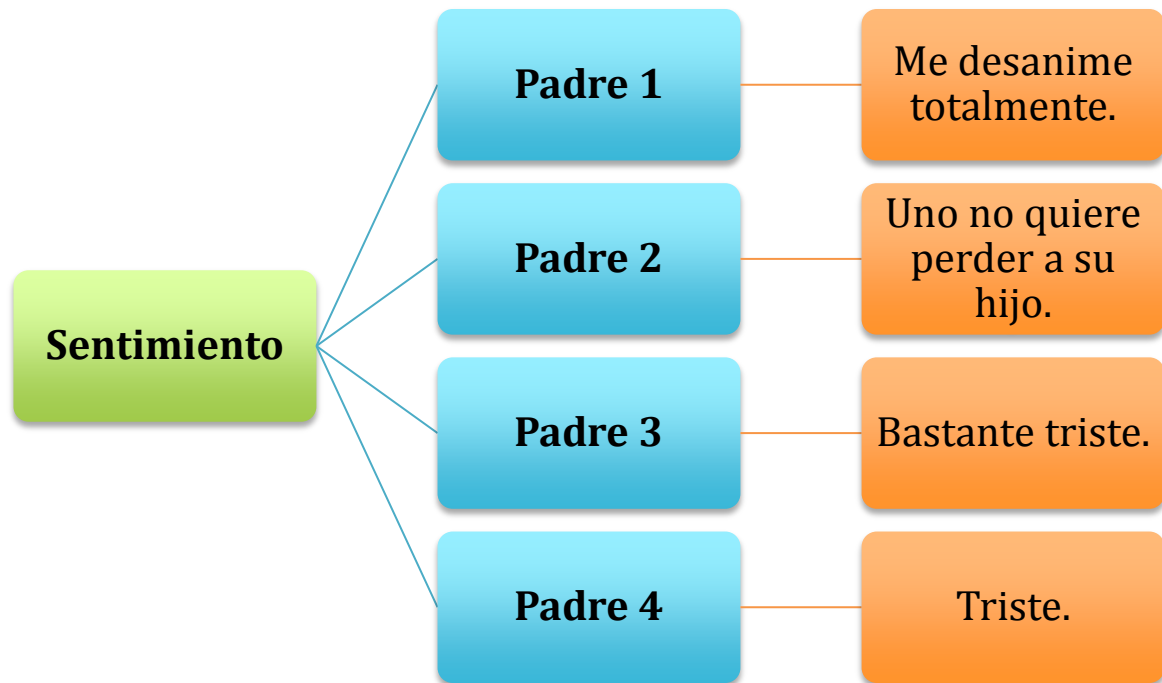 Padre 1
Me desanime
totalmente.
Padre 2
Uno no quiere
perder a su
hijo.
Sentimiento
Padre 3
Bastante triste.
Padre 4
Triste.